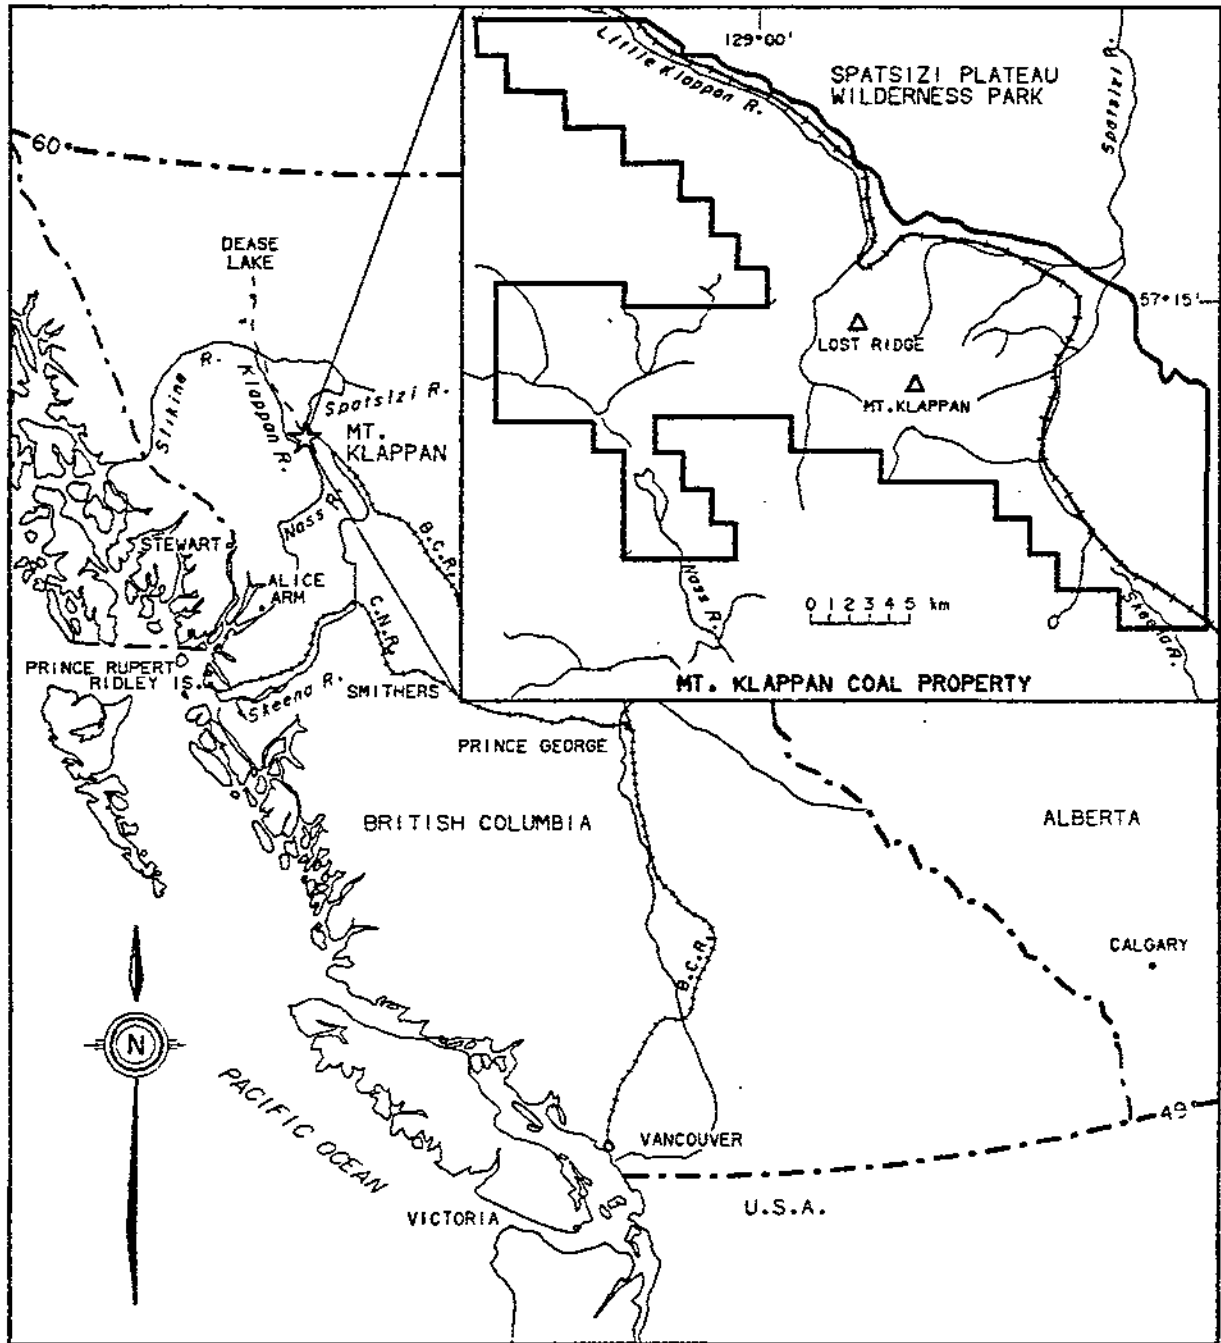 129°00'
Little Klappan R.
SPATSIZI PLATEAU
WILDERNESS PARK
Spatsizi R.
60°
DEASE
LAKE
57°15'
LOST RIDGE
MT. KLAPPAN
Stikine R.
Klappan R.
Spatsizi R.
MT.
KLAPPAN
Nass R.
B.C.R.
STEWART
ALICE
ARM
C.N.R.
Nass R.
0 1 2 3 4 5 km
Skeena R.
PRINCE RUPERT
RIDLEY IS.
Skeena R.
SMITHERS
MT. KLAPPAN COAL PROPERTY
PRINCE GEORGE
BRITISH COLUMBIA
ALBERTA
CALGARY
B.C.R.
N
PACIFIC OCEAN
49°
VANCOUVER
VICTORIA
U.S.A.